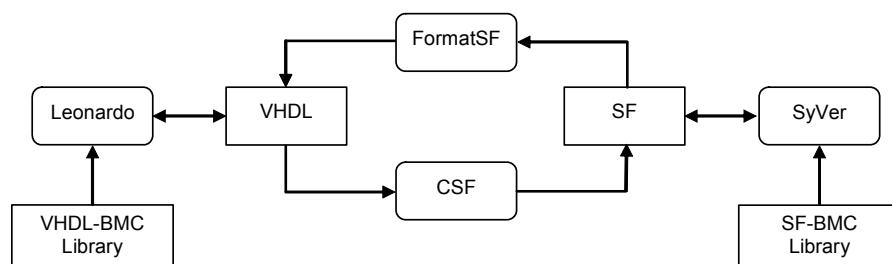 FormatSF
Leonardo
VHDL
SF
SyVer
CSF
VHDL-BMC
Library
SF-BMC
Library